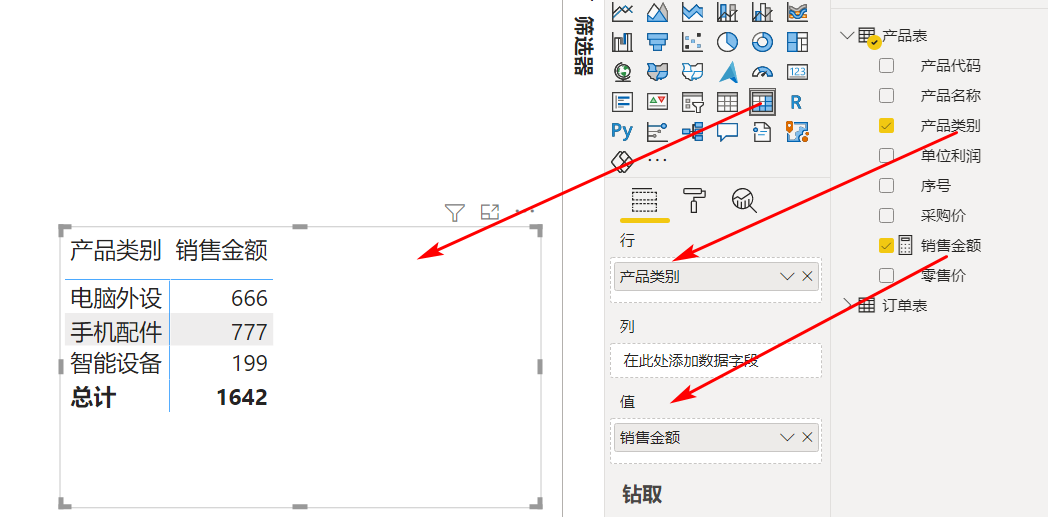 产品类别 销售金额
电脑外设 666
手机配件 777
智能设备 199
总计 1642
筛选器
123
R
Py
行
产品类别
列
在此处添加数据字段
值
销售金额
钻取
产品表
产品代码
产品名称
产品类别
单位利润
序号
采购价
销售金额
零售价
订单表